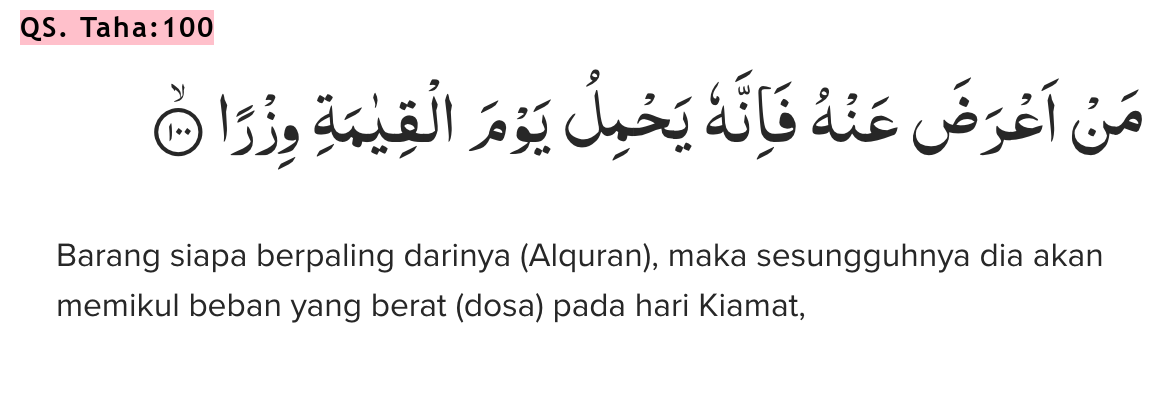 QS. Taha:100
مَنْ اَعْرَضَ عَنْهُ فَاِنَّهٗ يَحْمِلُ يَوْمَ الْقِيٰمَةِ وِزْرًا ۙ ١٠٠
Barang siapa berpaling darinya (Alquran), maka sesungguhnya dia akan
memikul beban yang berat (dosa) pada hari Kiamat,